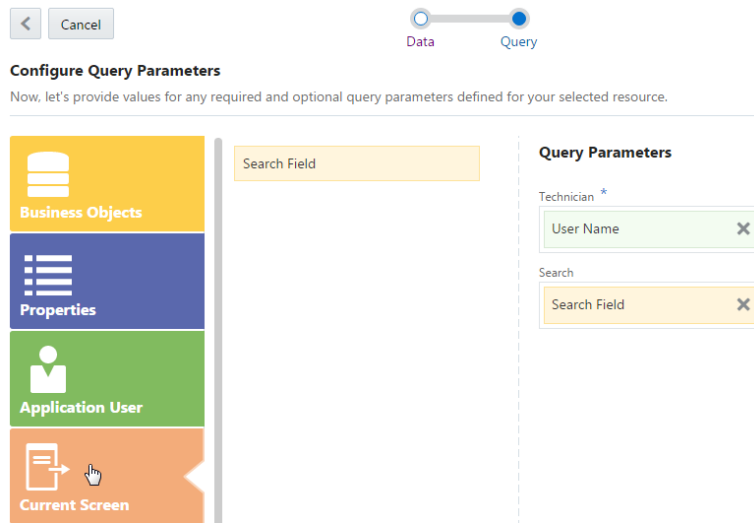 Cancel
Data
Query
Configure Query Parameters
Now, let's provide values for any required and optional query parameters defined for your selected resource.
Business Objects
Properties
Application User
Current Screen
Search Field
Query Parameters
Technician *
User Name
Search
Search Field